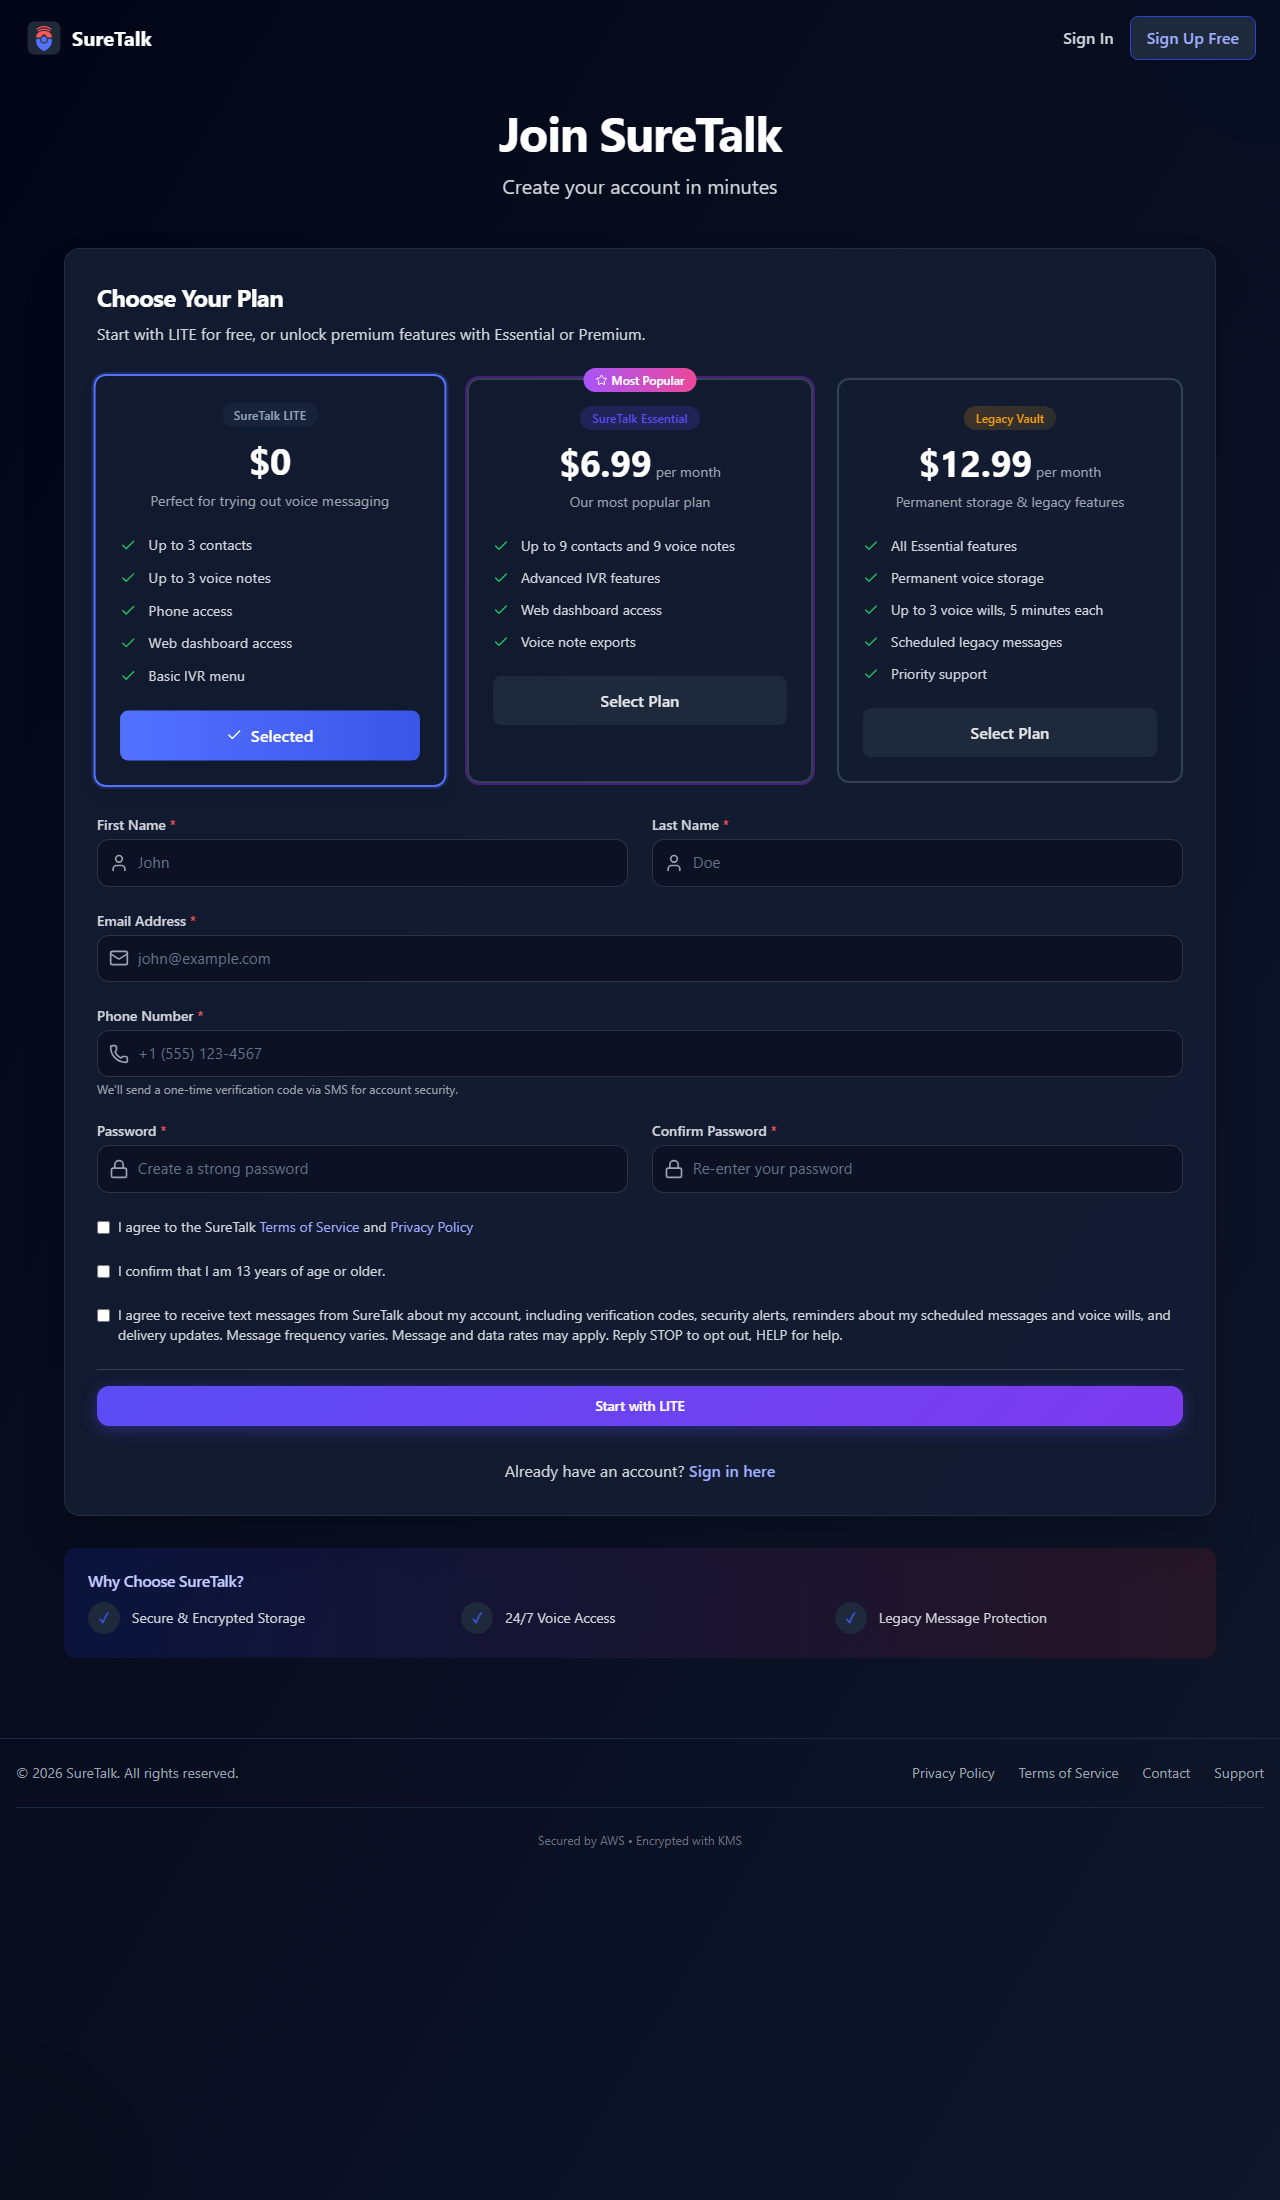 SureTalk
Sign In
Sign Up Free
Join SureTalk
Create your account in minutes
Choose Your Plan
Start with LITE for free, or unlock premium features with Essential or Premium.
SureTalk LITE
$0
Perfect for trying out voice messaging
Up to 3 contacts
Up to 3 voice notes
Phone access
Web dashboard access
Basic IVR menu
Selected
Most Popular
SureTalk Essential
$6.99 per month
Our most popular plan
Up to 9 contacts and 9 voice notes
Advanced IVR features
Web dashboard access
Voice note exports
Select Plan
Legacy Vault
$12.99 per month
Permanent storage & legacy features
All Essential features
Permanent voice storage
Up to 3 voice wills, 5 minutes each
Scheduled legacy messages
Priority support
Select Plan
First Name *
John
Last Name *
Doe
Email Address *
john@example.com
Phone Number *
+1 (555) 123-4567
We'll send a one-time verification code via SMS for account security.
Password *
Create a strong password
Confirm Password *
Re-enter your password
I agree to the SureTalk Terms of Service and Privacy Policy
I confirm that I am 13 years of age or older.
I agree to receive text messages from SureTalk about my account, including verification codes, security alerts, reminders about my scheduled messages and voice wills, and
delivery updates. Message frequency varies. Message and data rates may apply. Reply STOP to opt out, HELP for help.
Start with LITE
Already have an account? Sign in here
Why Choose SureTalk?
✓ Secure & Encrypted Storage
✓ 24/7 Voice Access
✓ Legacy Message Protection
© 2026 SureTalk. All rights reserved.
Privacy Policy
Terms of Service
Contact
Support
Secured by AWS • Encrypted with KMS